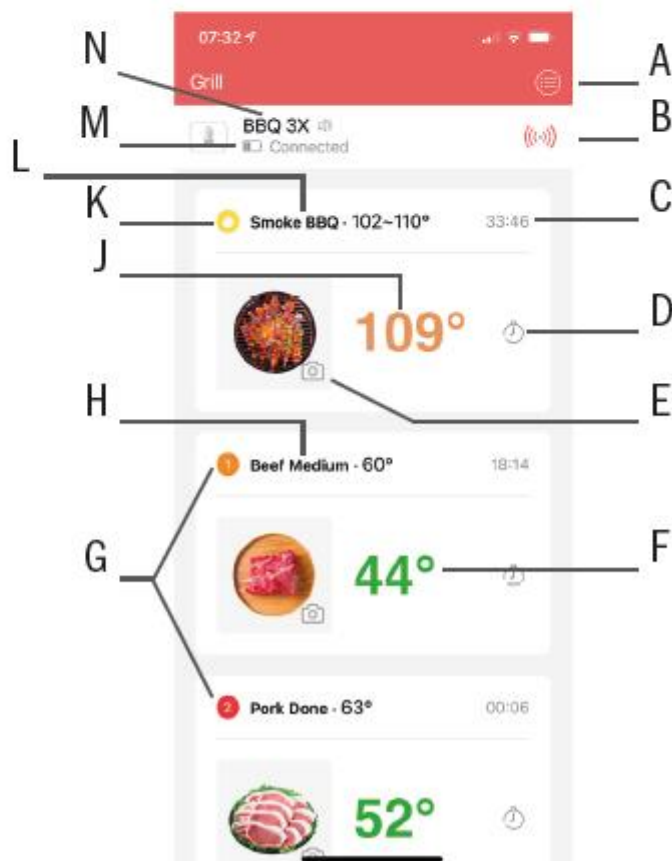 07:32
Grill
A
N
BBQ 3X
B
M
Connected
L
K
Smoke BBQ · 102~110°
33:46
C
J
109°
D
E
H
1
Beef Medium · 60°
18:14
G
44°
F
2
Pork Done · 63°
00:06
52°